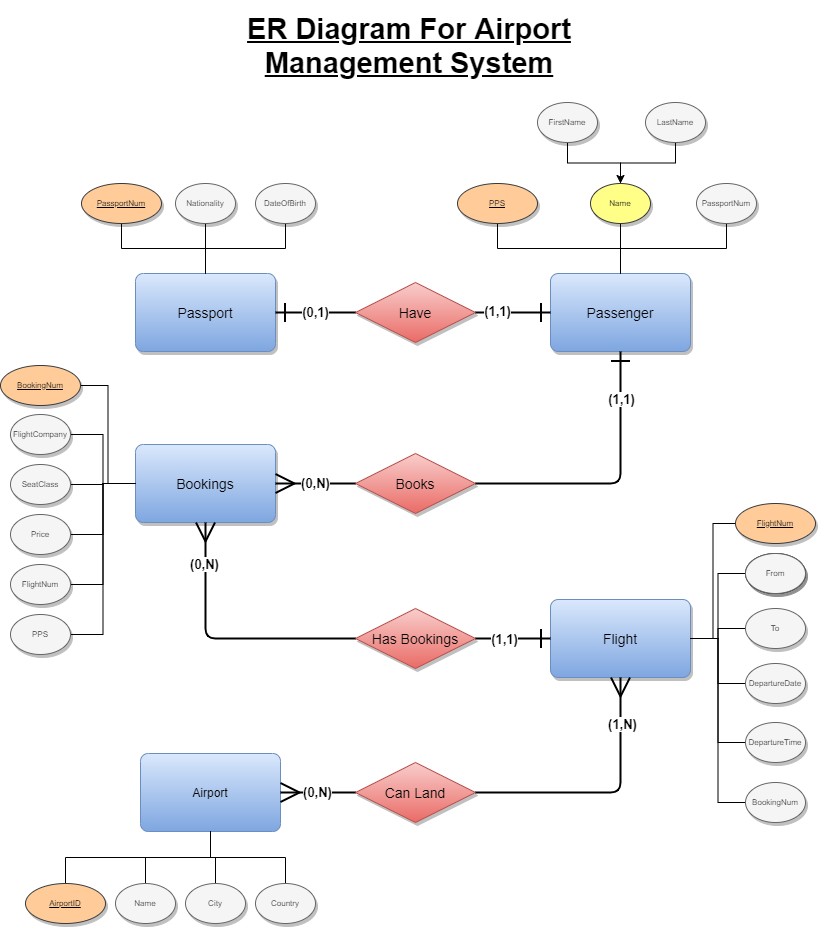 ER Diagram For Airport
Management System
FirstName
LastName
PassportNum
Nationality
DateOfBirth
PPS
Name
PassportNum
Passport
(0,1)
Have
(1,1)
Passenger
(1,1)
BookingNum
FlightCompany
SeatClass
Price
FlightNum
PPS
Bookings
(0,N)
Books
(0,N)
Has Bookings
(1,1)
Flight
FlightNum
From
To
DepartureDate
DepartureTime
BookingNum
(1,N)
Airport
(0,N)
Can Land
AirportID
Name
City
Country